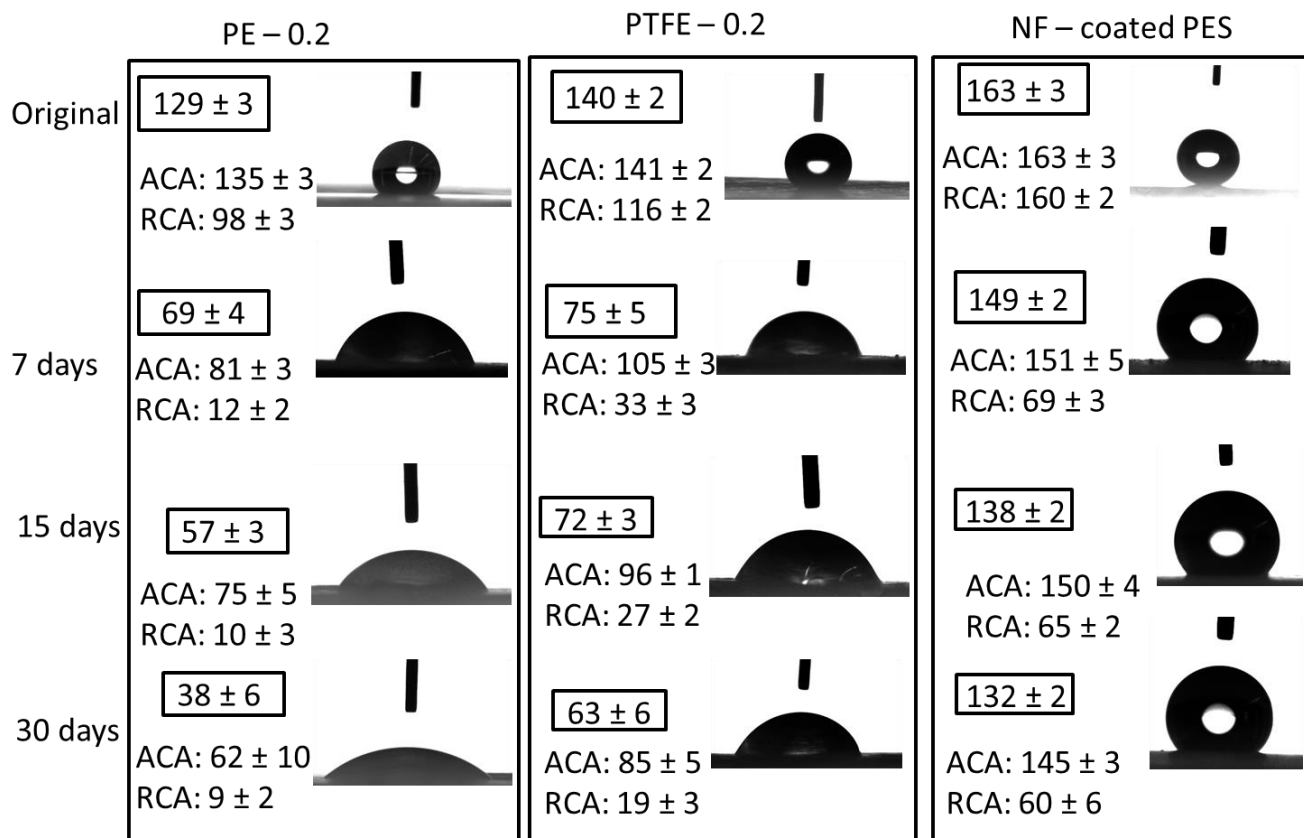 PE – 0.2
PTFE – 0.2
NF – coated PES
Original
129 ± 3
ACA: 135 ± 3
RCA: 98 ± 3
140 ± 2
ACA: 141 ± 2
RCA: 116 ± 2
163 ± 3
ACA: 163 ± 3
RCA: 160 ± 2
7 days
69 ± 4
ACA: 81 ± 3
RCA: 12 ± 2
75 ± 5
ACA: 105 ± 3
RCA: 33 ± 3
149 ± 2
ACA: 151 ± 5
RCA: 69 ± 3
15 days
57 ± 3
ACA: 75 ± 5
RCA: 10 ± 3
72 ± 3
ACA: 96 ± 1
RCA: 27 ± 2
138 ± 2
ACA: 150 ± 4
RCA: 65 ± 2
30 days
38 ± 6
ACA: 62 ± 10
RCA: 9 ± 2
63 ± 6
ACA: 85 ± 5
RCA: 19 ± 3
132 ± 2
ACA: 145 ± 3
RCA: 60 ± 6